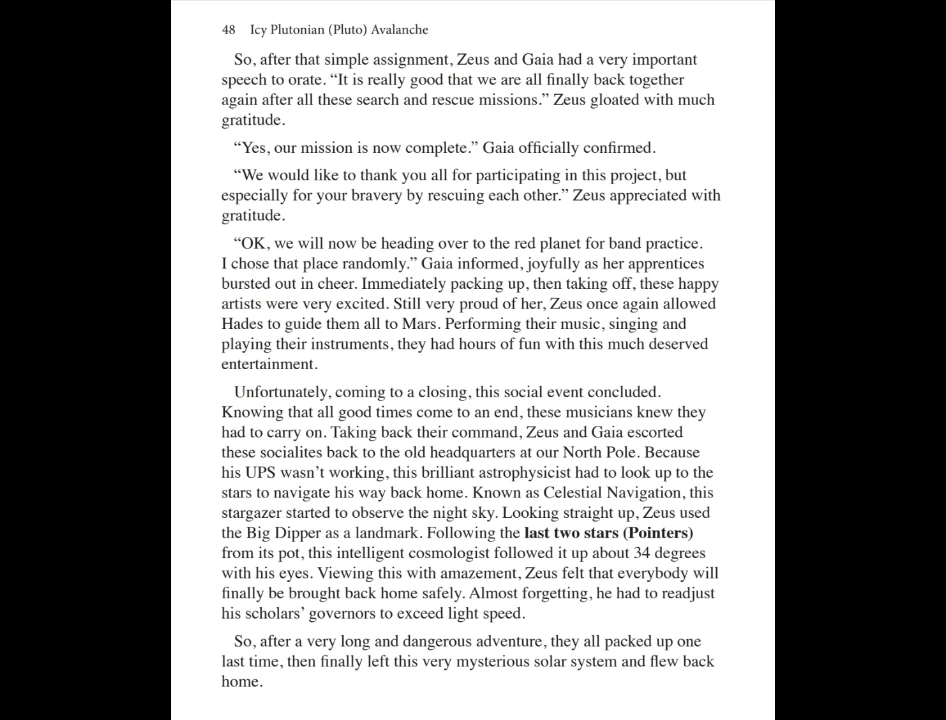 48 Icy Plutonian (Pluto) Avalanche
So, after that simple assignment, Zeus and Gaia had a very important
speech to orate. “It is really good that we are all finally back together
again after all these search and rescue missions.” Zeus gloated with much
gratitude.
“Yes, our mission is now complete.” Gaia officially confirmed.
“We would like to thank you all for participating in this project, but
especially for your bravery by rescuing each other.” Zeus appreciated with
gratitude.
“OK, we will now be heading over to the red planet for band practice.
I chose that place randomly.” Gaia informed, joyfully as her apprentices
bursted out in cheer. Immediately packing up, then taking off, these happy
artists were very excited. Still very proud of her, Zeus once again allowed
Hades to guide them all to Mars. Performing their music, singing and
playing their instruments, they had hours of fun with this much deserved
entertainment.
Unfortunately, coming to a closing, this social event concluded.
Knowing that all good times come to an end, these musicians knew they
had to carry on. Taking back their command, Zeus and Gaia escorted
these socialites back to the old headquarters at our North Pole. Because
his UPS wasn’t working, this brilliant astrophysicist had to look up to the
stars to navigate his way back home. Known as Celestial Navigation, this
stargazer started to observe the night sky. Looking straight up, Zeus used
the Big Dipper as a landmark. Following the last two stars (Pointers)
from its pot, this intelligent cosmologist followed it up about 34 degrees
with his eyes. Viewing this with amazement, Zeus felt that everybody will
finally be brought back home safely. Almost forgetting, he had to readjust
his scholars’ governors to exceed light speed.
So, after a very long and dangerous adventure, they all packed up one
last time, then finally left this very mysterious solar system and flew back
home.